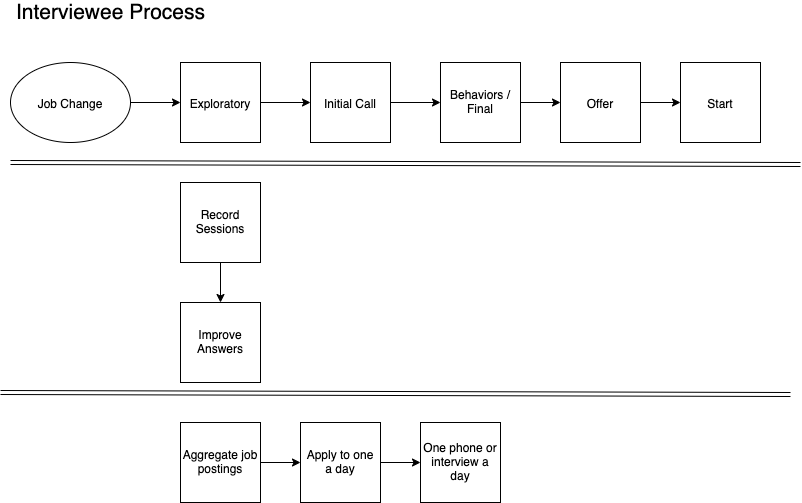 Interviewee Process
Job Change
Exploratory
Initial Call
Behaviors /
Final
Offer
Start
Record
Sessions
Improve
Answers
Aggregate job
postings
Apply to one
a day
One phone or
interview a
day